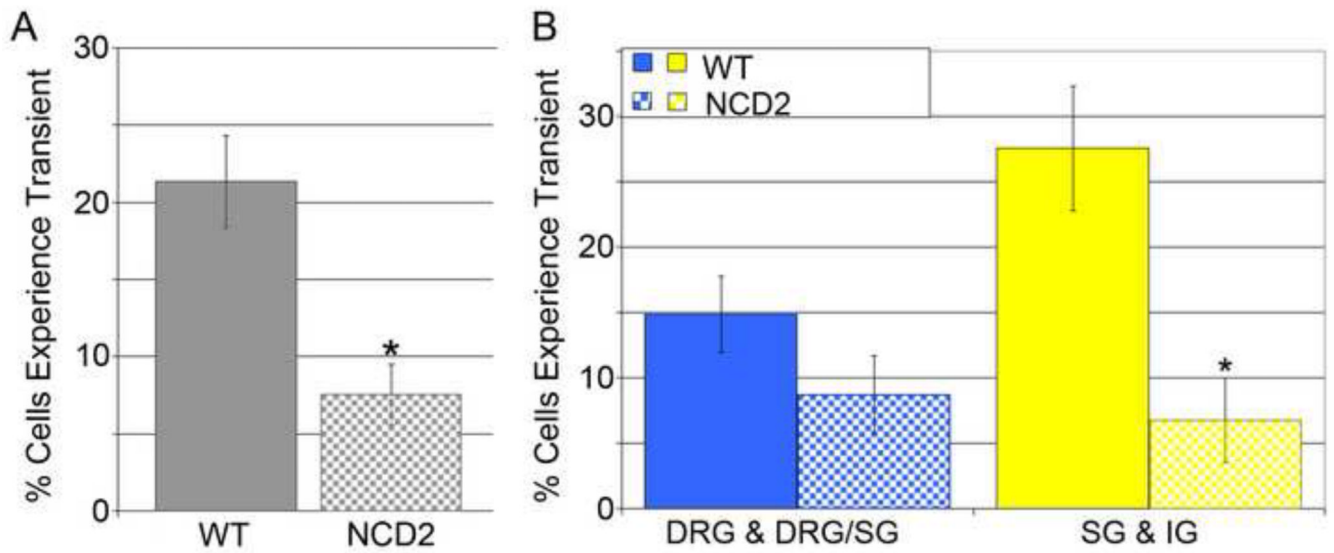 A
% Cells Experience Transient
30
20
10
0
*
WT
NCD2
B
% Cells Experience Transient
WT
NCD2
30
20
10
0
*
DRG & DRG/SG
SG & IG